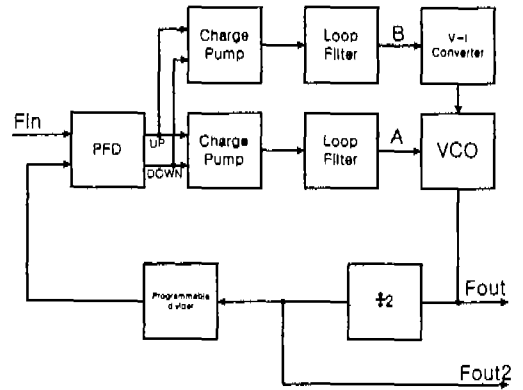 Charge
Pump
Loop
Filter
B
V-I
Converter
Fin
PFD
UP
DOWN
Charge
Pump
Loop
Filter
A
VCO
Programmable
divider
÷2
Fout
Fout2